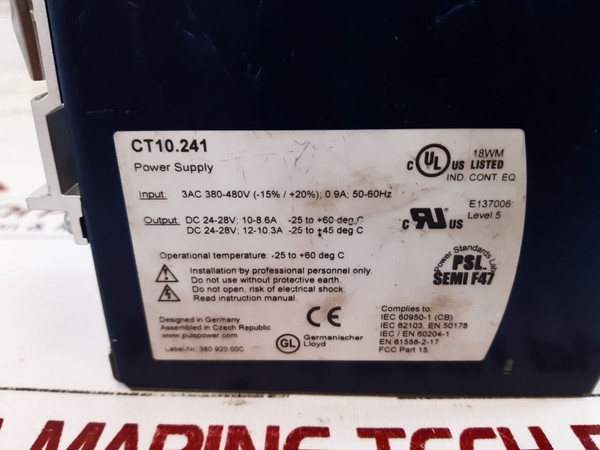 CT10.241
Power Supply
Input: 3AC 380-480V (-15% / +20%); 0.9A; 50-60Hz
Output: DC 24-28V; 10-8.6A -25 to +60 deg C
DC 24-28V; 12-10.3A -25 to +45 deg C
Operational temperature: -25 to +60 deg C
Installation by professional personnel only.
Do not use without protective earth.
Do not open, risk of electrical shock.
Read instruction manual.
Designed in Germany
Assembled in Czech Republic
www.pulspower.com
Label-Nr. 380 920 00C
CE
GL
Germanischer
Lloyd
C UL US
18WM
LISTED
IND. CONT. EQ.
E137006
Level 5
c US
Power Standards Lab
PSL
SEMI F47
Complies to:
IEC 60950-1 (CB)
IEC 62103, EN 50178
IEC / EN 60204-1
EN 61558-2-17
FCC Part 15
MARINE TECH